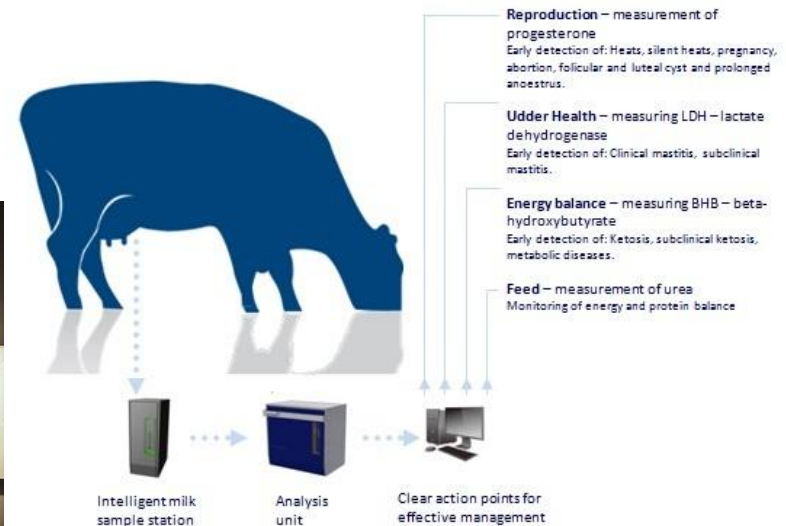 Reproduction – measurement of
progesterone
Early detection of: Heats, silent heats, pregnancy,
abortion, folicular and luteal cyst and prolonged
anoestrus.
Udder Health – measuring LDH – lactate
dehydrogenase
Early detection of: Clinical mastitis, subclinical
mastitis.
Energy balance – measuring BHB – beta-
hydroxybutyrate
Early detection of: Ketosis, subclinical ketosis,
metabolic diseases.
Feed – measurement of urea
Monitoring of energy and protein balance
Intelligent milk
sample station
Analysis
unit
Clear action points for
effective management